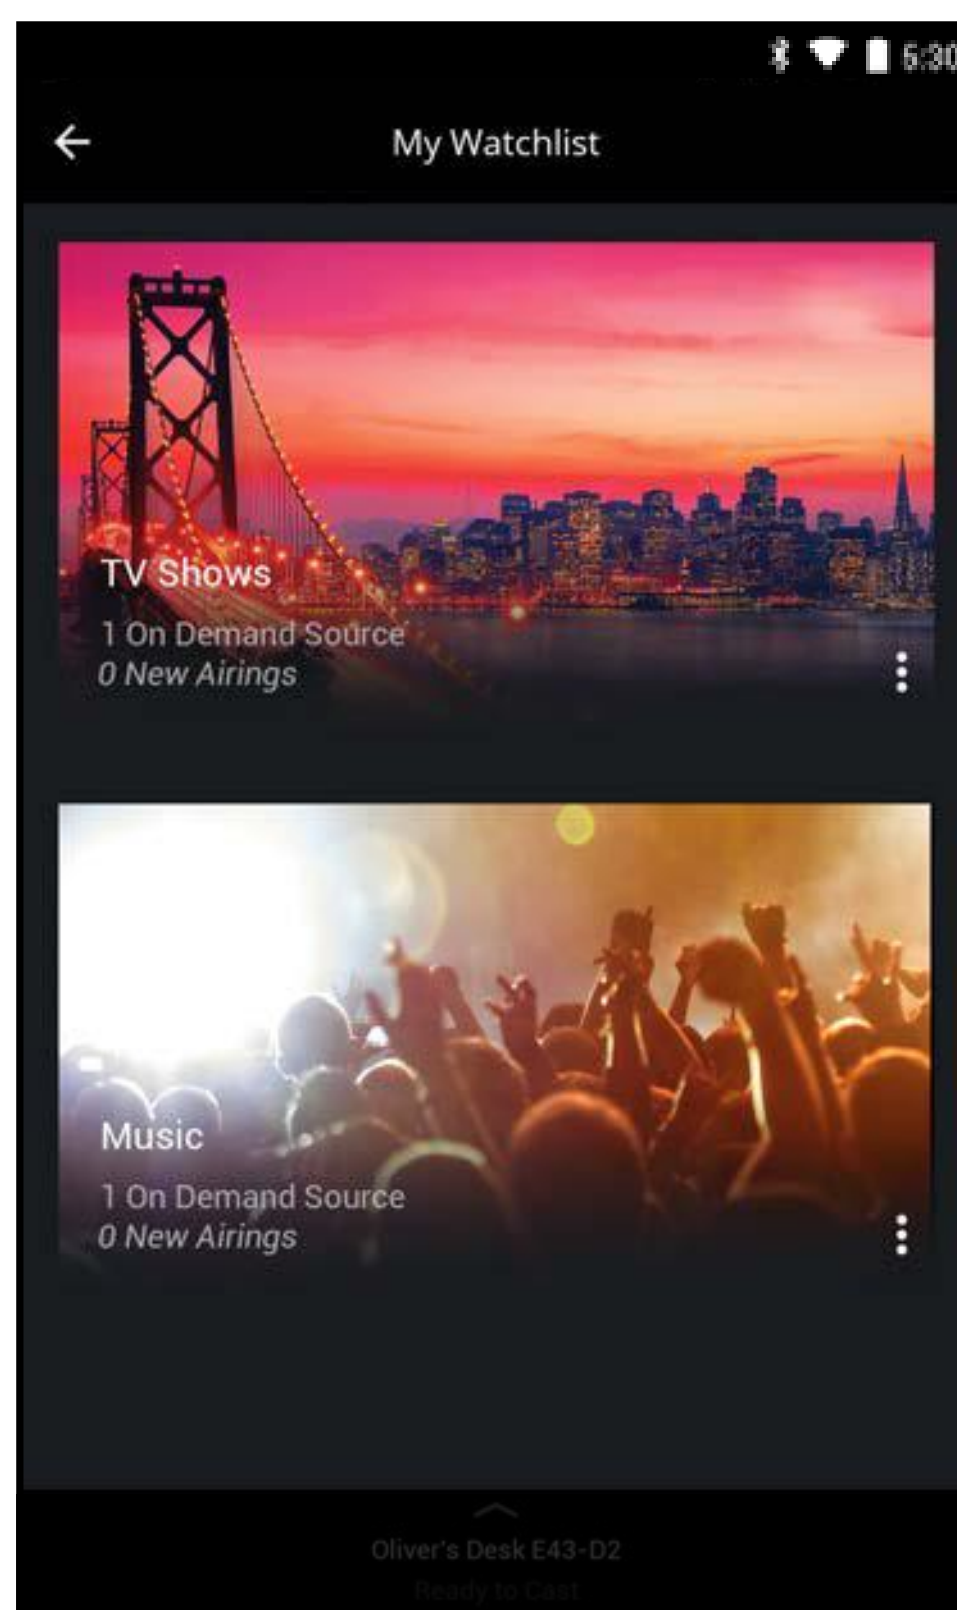 5:30
My Watchlist
TV Shows
1 On Demand Source
0 New Airings
Music
1 On Demand Source
0 New Airings
Oliver's Desk E43-D2
Ready to Cast